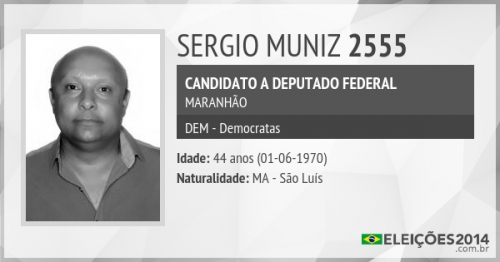 SERGIO MUNIZ 2555
CANDIDATO A DEPUTADO FEDERAL
MARANHÃO
DEM - Democratas
Idade: 44 anos (01-06-1970)
Naturalidade: MA - São Luís
ELEIÇÕES2014
.com.br